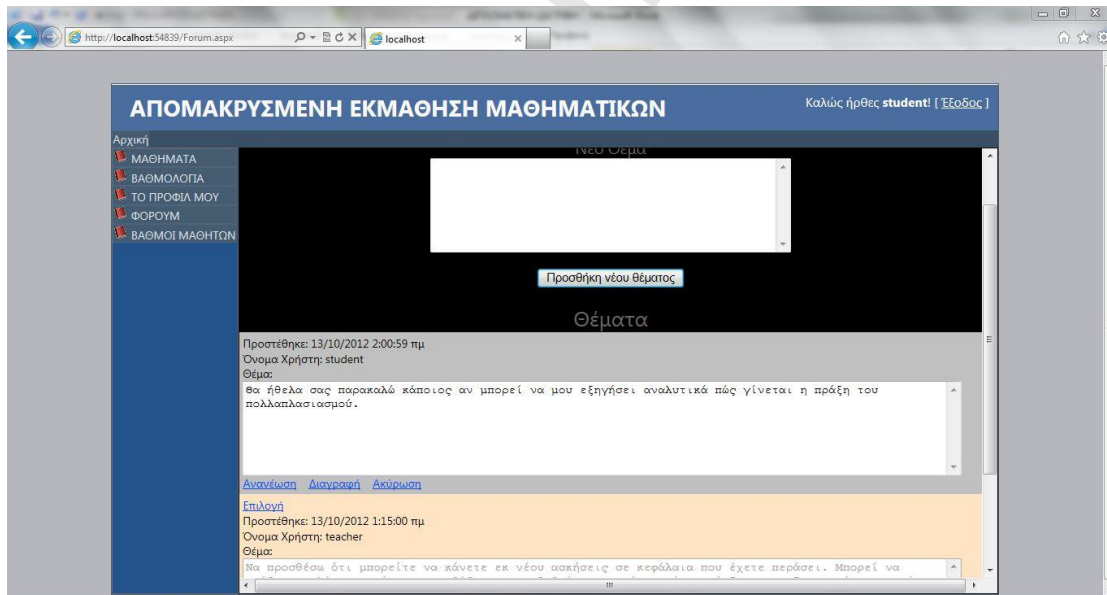 http://localhost:54839/Forum.aspx
localhost
ΑΠΟΜΑΚΡΥΣΜΕΝΗ ΕΚΜΑΘΗΣΗ ΜΑΘΗΜΑΤΙΚΩΝ
Καλώς ήρθες student! [ Έξοδος ]
Αρχική
ΜΑΘΗΜΑΤΑ
ΒΑΘΜΟΛΟΓΙΑ
ΤΟ ΠΡΟΦΙΛ ΜΟΥ
ΦΟΡΟΥΜ
ΒΑΘΜΟΙ ΜΑΘΗΤΩΝ
Νέο Θέμα
Προσθήκη νέου θέματος
Θέματα
Προστέθηκε: 13/10/2012 2:00:59 πμ
Όνομα Χρήστη: student
Θέμα:
Θα ήθελα σας παρακαλώ κάποιος αν μπορεί να μου εξηγήσει αναλυτικά πώς γίνεται η πράξη του
πολλαπλασιασμού.
Ανανέωση Διαγραφή Ακύρωση
Επιλογή
Προστέθηκε: 13/10/2012 1:15:00 πμ
Όνομα Χρήστη: teacher
Θέμα:
Να προσθέσω ότι μπορείτε να κάνετε εκ νέου ασκήσεις σε κεφάλαια που έχετε περάσει. Μπορεί να